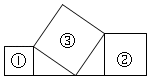 ① ③ ②